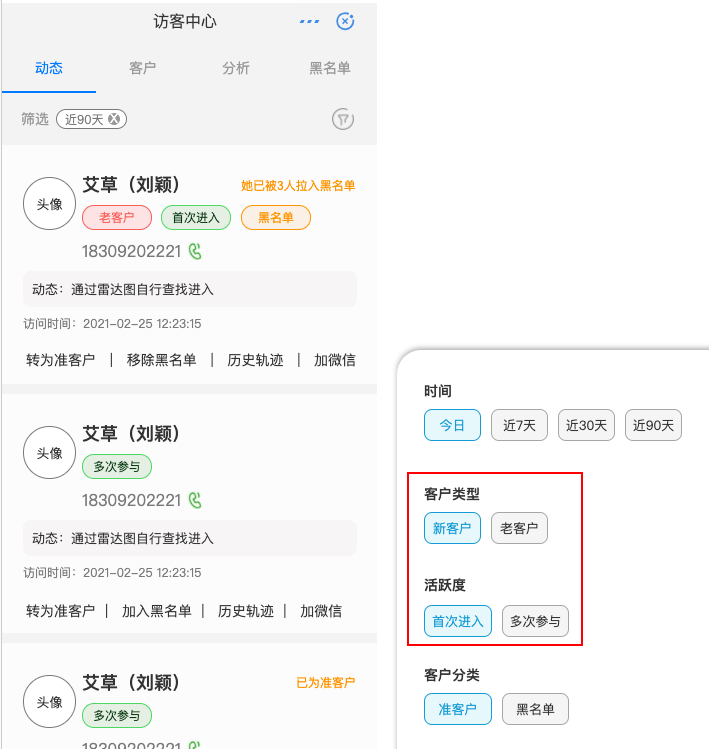 访客中心
动态 客户 分析 黑名单
筛选 近90天
头像
艾草（刘颖） 她已被3人拉入黑名单
老客户 首次进入 黑名单
18309202221
动态：通过雷达图自行查找进入
访问时间：2021-02-25 12:23:15
转为准客户 | 移除黑名单 | 历史轨迹 | 加微信
头像
艾草（刘颖）
多次参与
18309202221
动态：通过雷达图自行查找进入
访问时间：2021-02-25 12:23:15
转为准客户 | 加入黑名单 | 历史轨迹 | 加微信
头像
艾草（刘颖） 已为准客户
多次参与
18309202221
时间
今日 近7天 近30天 近90天
客户类型
新客户 老客户
活跃度
首次进入 多次参与
客户分类
准客户 黑名单